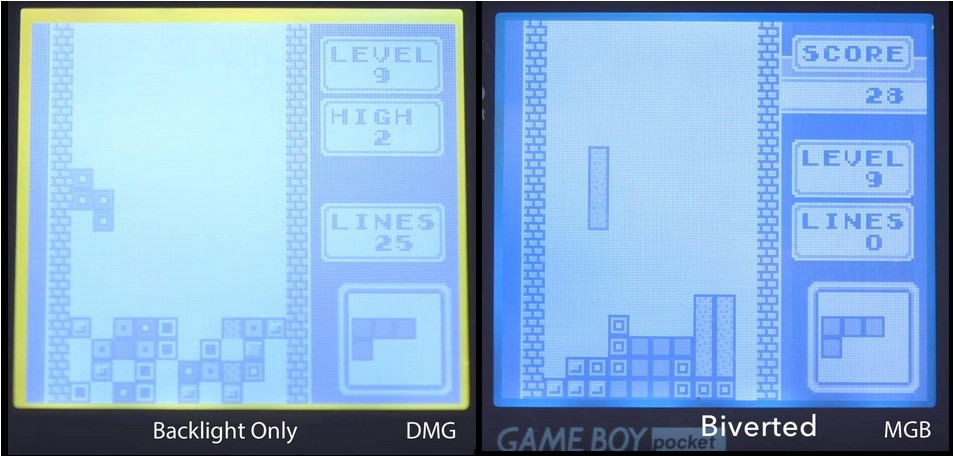 LEVEL
9
HIGH
2
LINES
25
Backlight Only
DMG
SCORE
28
LEVEL
9
LINES
0
GAME BOY pocket
Biverted
MGB